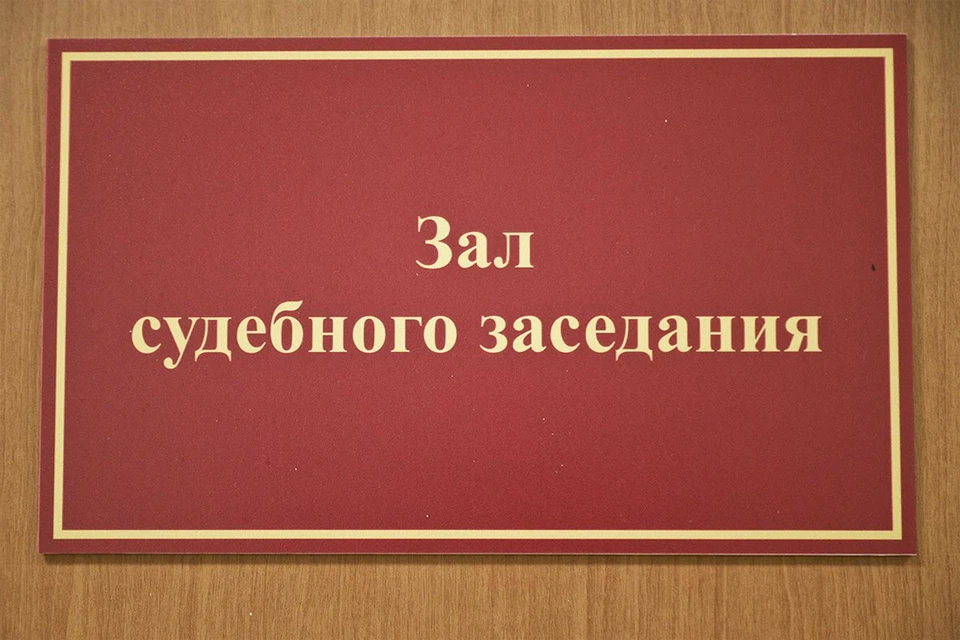 Зал
судебного заседания